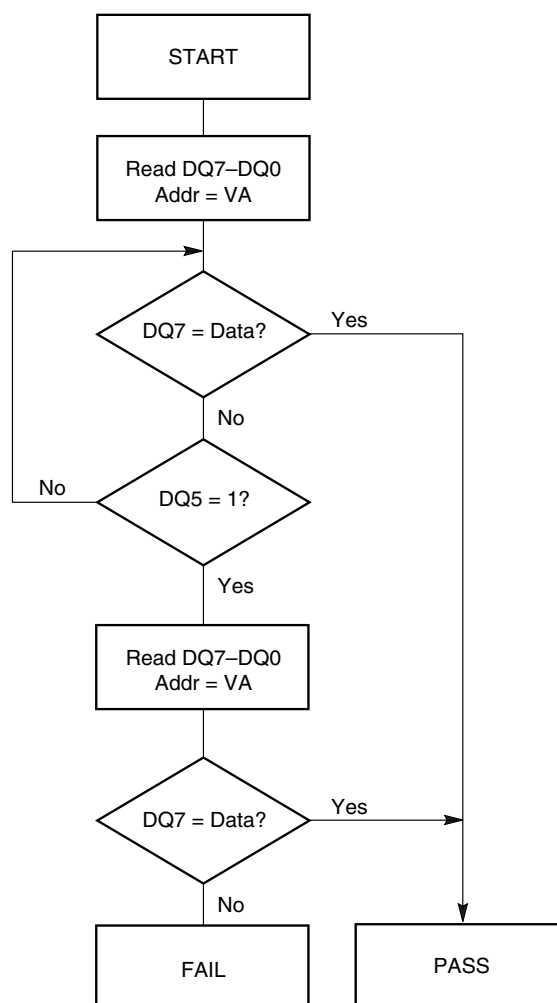 START
Read DQ7–DQ0
Addr = VA
DQ7 = Data?
Yes
No
No
DQ5 = 1?
Yes
Read DQ7–DQ0
Addr = VA
DQ7 = Data?
Yes
No
FAIL
PASS